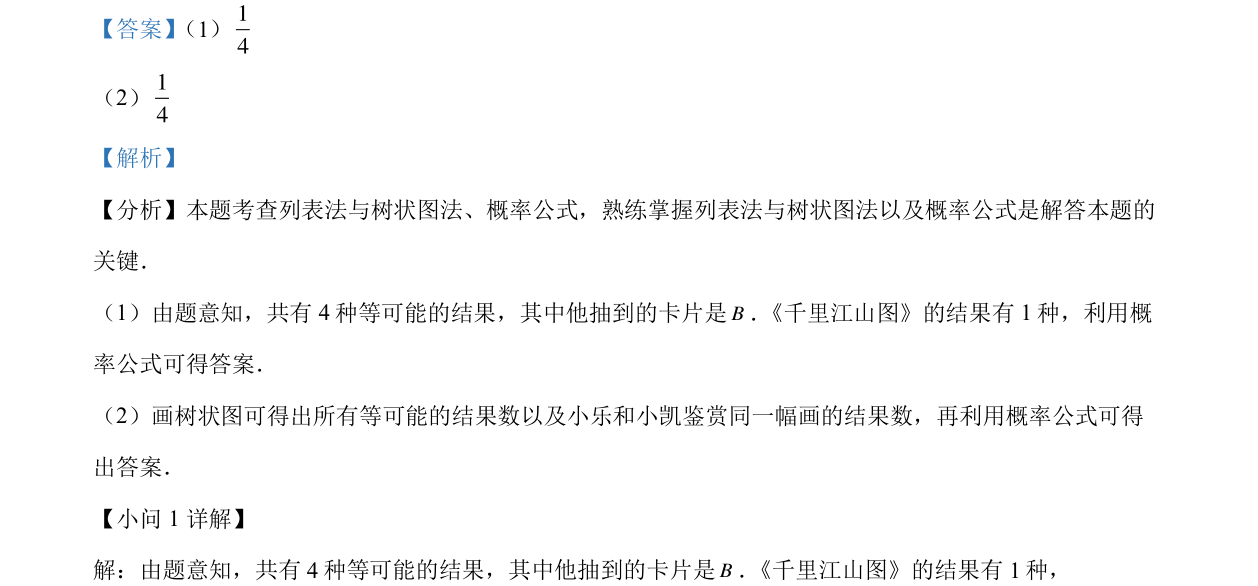 【答案】（1）1/4
（2）1/4
【解析】
【分析】本题考查列表法与树状图法、概率公式，熟练掌握列表法与树状图法以及概率公式是解答本题的
关键．
（1）由题意知，共有 4 种等可能的结果，其中他抽到的卡片是 B．《千里江山图》的结果有 1 种，利用概
率公式可得答案．
（2）画树状图可得出所有等可能的结果数以及小乐和小凯鉴赏同一幅画的结果数，再利用概率公式可得
出答案．
【小问 1 详解】
解：由题意知，共有 4 种等可能的结果，其中他抽到的卡片是 B．《千里江山图》的结果有 1 种，